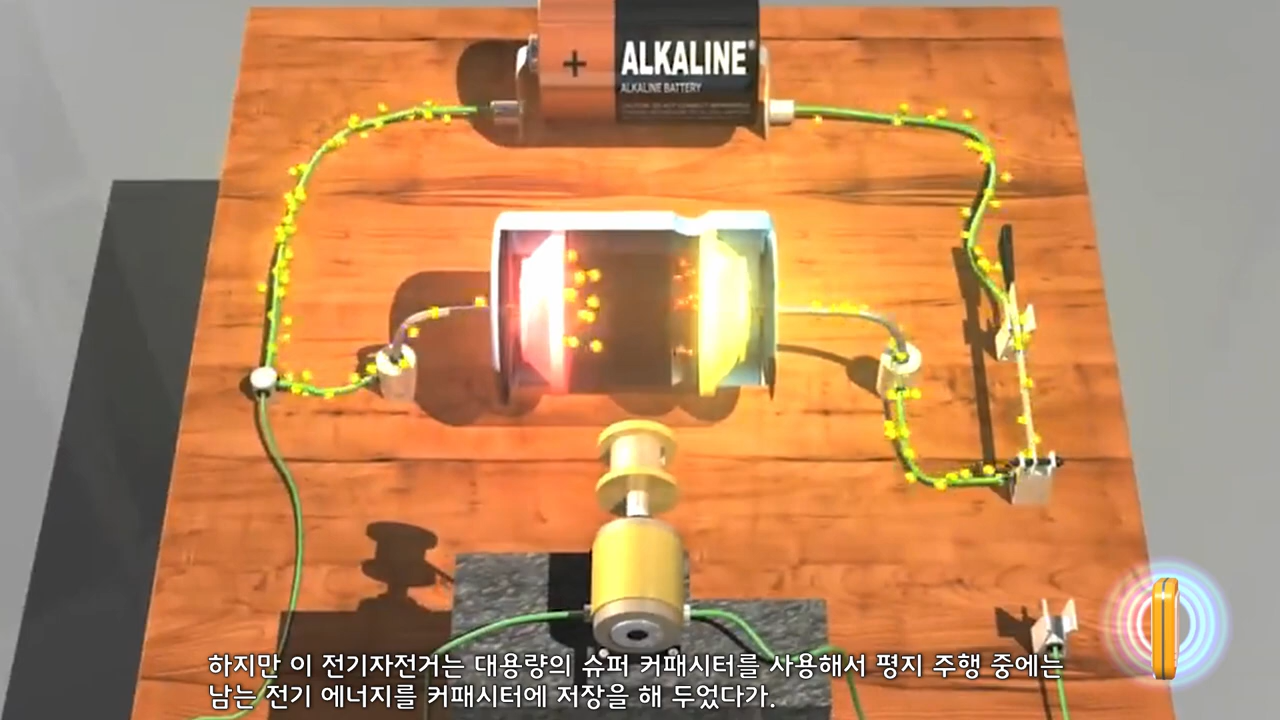 + ALKALINE®
ALKALINE BATTERY
하지만 이 전기자전거는 대용량의 슈퍼 커패시터를 사용해서 평지 주행 중에는
남는 전기 에너지를 커패시터에 저장을 해 두었다가.